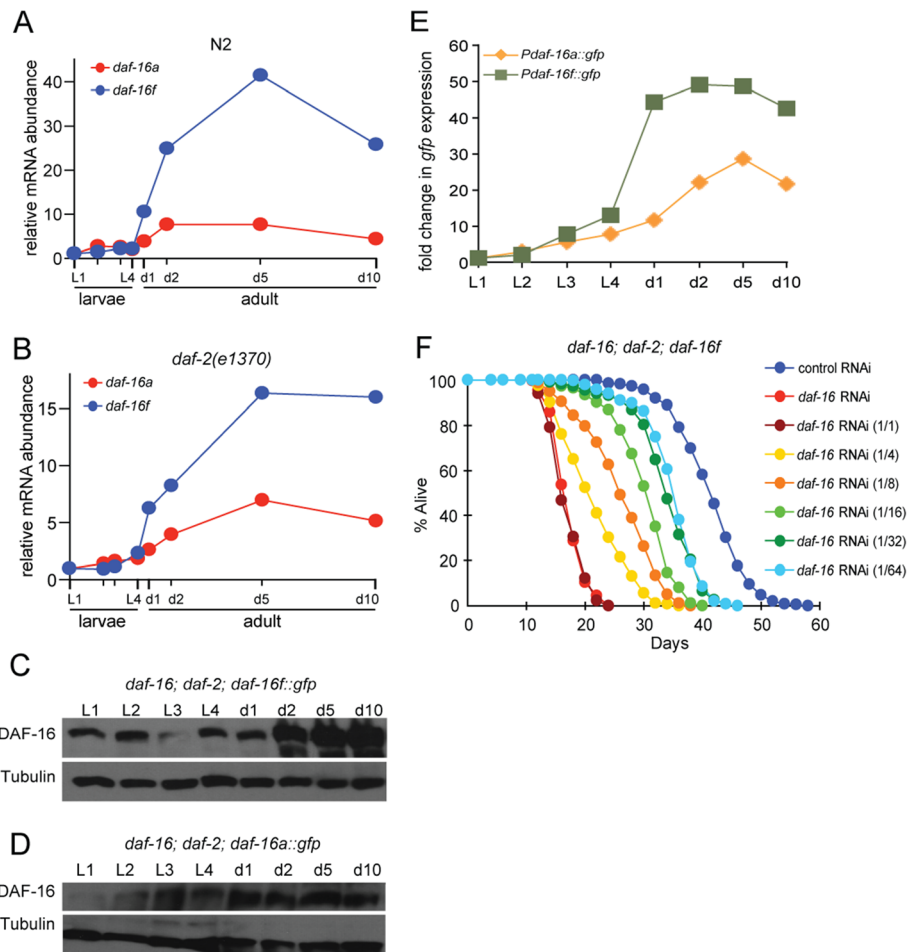 A
N2
daf-16a
daf-16f
relative mRNA abundance
40
30
20
10
0
L1 L4 d1 d2 d5 d10
larvae adult
B
daf-2(e1370)
daf-16a
daf-16f
relative mRNA abundance
15
10
5
0
L1 L4 d1 d2 d5 d10
larvae adult
C
daf-16; daf-2; daf-16f::gfp
L1 L2 L3 L4 d1 d2 d5 d10
DAF-16
Tubulin
D
daf-16; daf-2; daf-16a::gfp
L1 L2 L3 L4 d1 d2 d5 d10
DAF-16
Tubulin
E
Pdaf-16a::gfp
Pdaf-16f::gfp
fold change in gfp expression
60
50
40
30
20
10
0
L1 L2 L3 L4 d1 d2 d5 d10
F
daf-16; daf-2; daf-16f
% Alive
100
80
60
40
20
0
0 10 20 30 40 50 60
Days
control RNAi
daf-16 RNAi
daf-16 RNAi (1/1)
daf-16 RNAi (1/4)
daf-16 RNAi (1/8)
daf-16 RNAi (1/16)
daf-16 RNAi (1/32)
daf-16 RNAi (1/64)